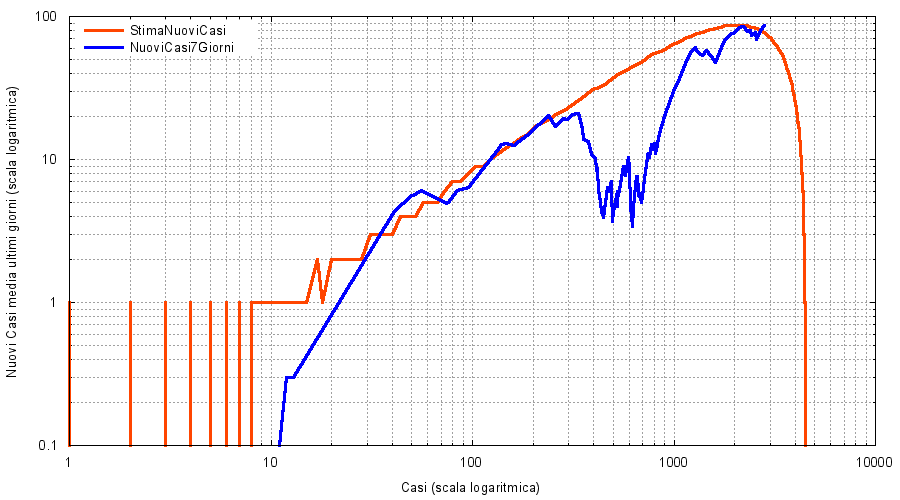 100
10
1
0.1
1
10
100
1000
10000
Nuovi Casi media ultimi giorni (scala logaritmica)
Casi (scala logaritmica)
StimaNuoviCasi
NuoviCasi7Giorni